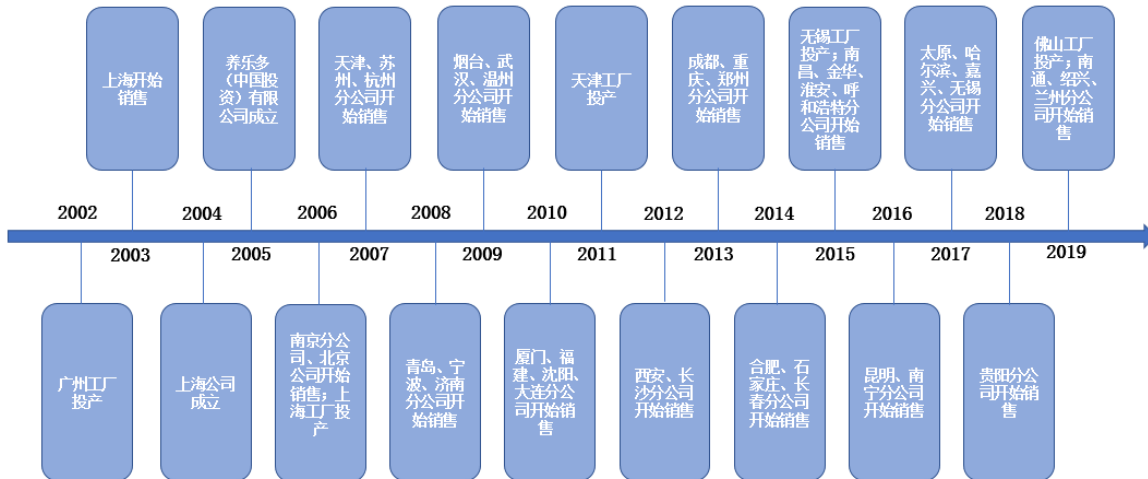 上海开始
销售
养乐多
（中国投
资）有限
公司成立
天津、苏
州、杭州
分公司开
始销售
烟台、武
汉、温州
分公司开
始销售
天津工厂
投产
成都、重
庆、郑州
分公司开
始销售
无锡工厂
投产；南
昌、金华、
淮安、呼
和浩特分
公司开始
销售
太原、哈
尔滨、嘉
兴、无锡
分公司开
始销售
佛山工厂
投产；南
通、绍兴、
兰州分公
司开始销
售
2002
2004
2006
2008
2010
2012
2014
2016
2018
2003
2005
2007
2009
2011
2013
2015
2017
2019
广州工厂
投产
上海公司
成立
南京分公
司、北京
公司开始
销售；上
海工厂投
产
青岛、宁
波、济南
分公司开
始销售
厦门、福
建、沈阳、
大连分公
司开始销
售
西安、长
沙分公司
开始销售
合肥、石
家庄、长
春分公司
开始销售
昆明、南
宁分公司
开始销售
贵阳分公
司开始销
售